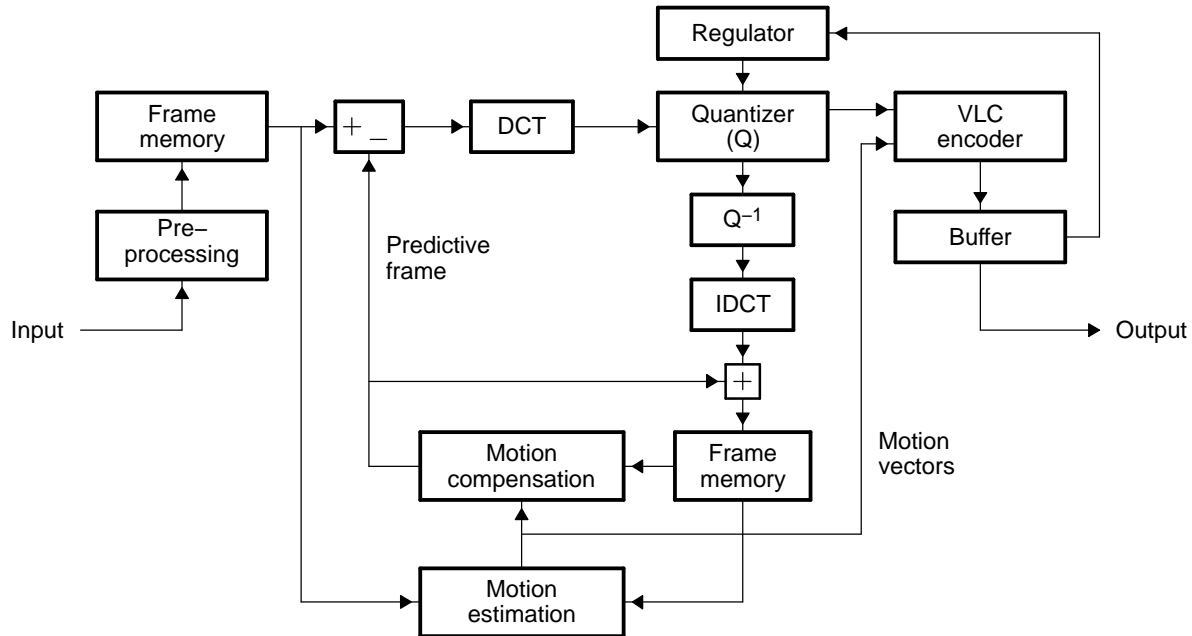 Regulator
Frame
memory
+
−
DCT
Quantizer
(Q)
VLC
encoder
Pre−
processing
Q−1
Buffer
Predictive
frame
IDCT
Input
Output
+
Motion
compensation
Frame
memory
Motion
vectors
Motion
estimation